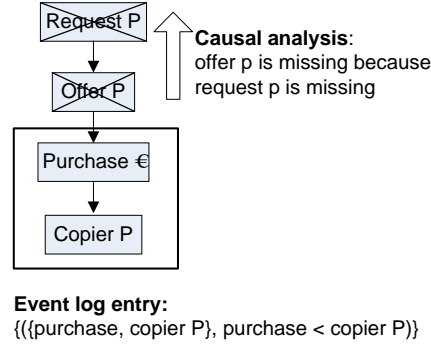 Request P
Causal analysis:
offer p is missing because
request p is missing
Offer P
Purchase €
Copier P
Event log entry:
{({purchase, copier P}, purchase < copier P)}